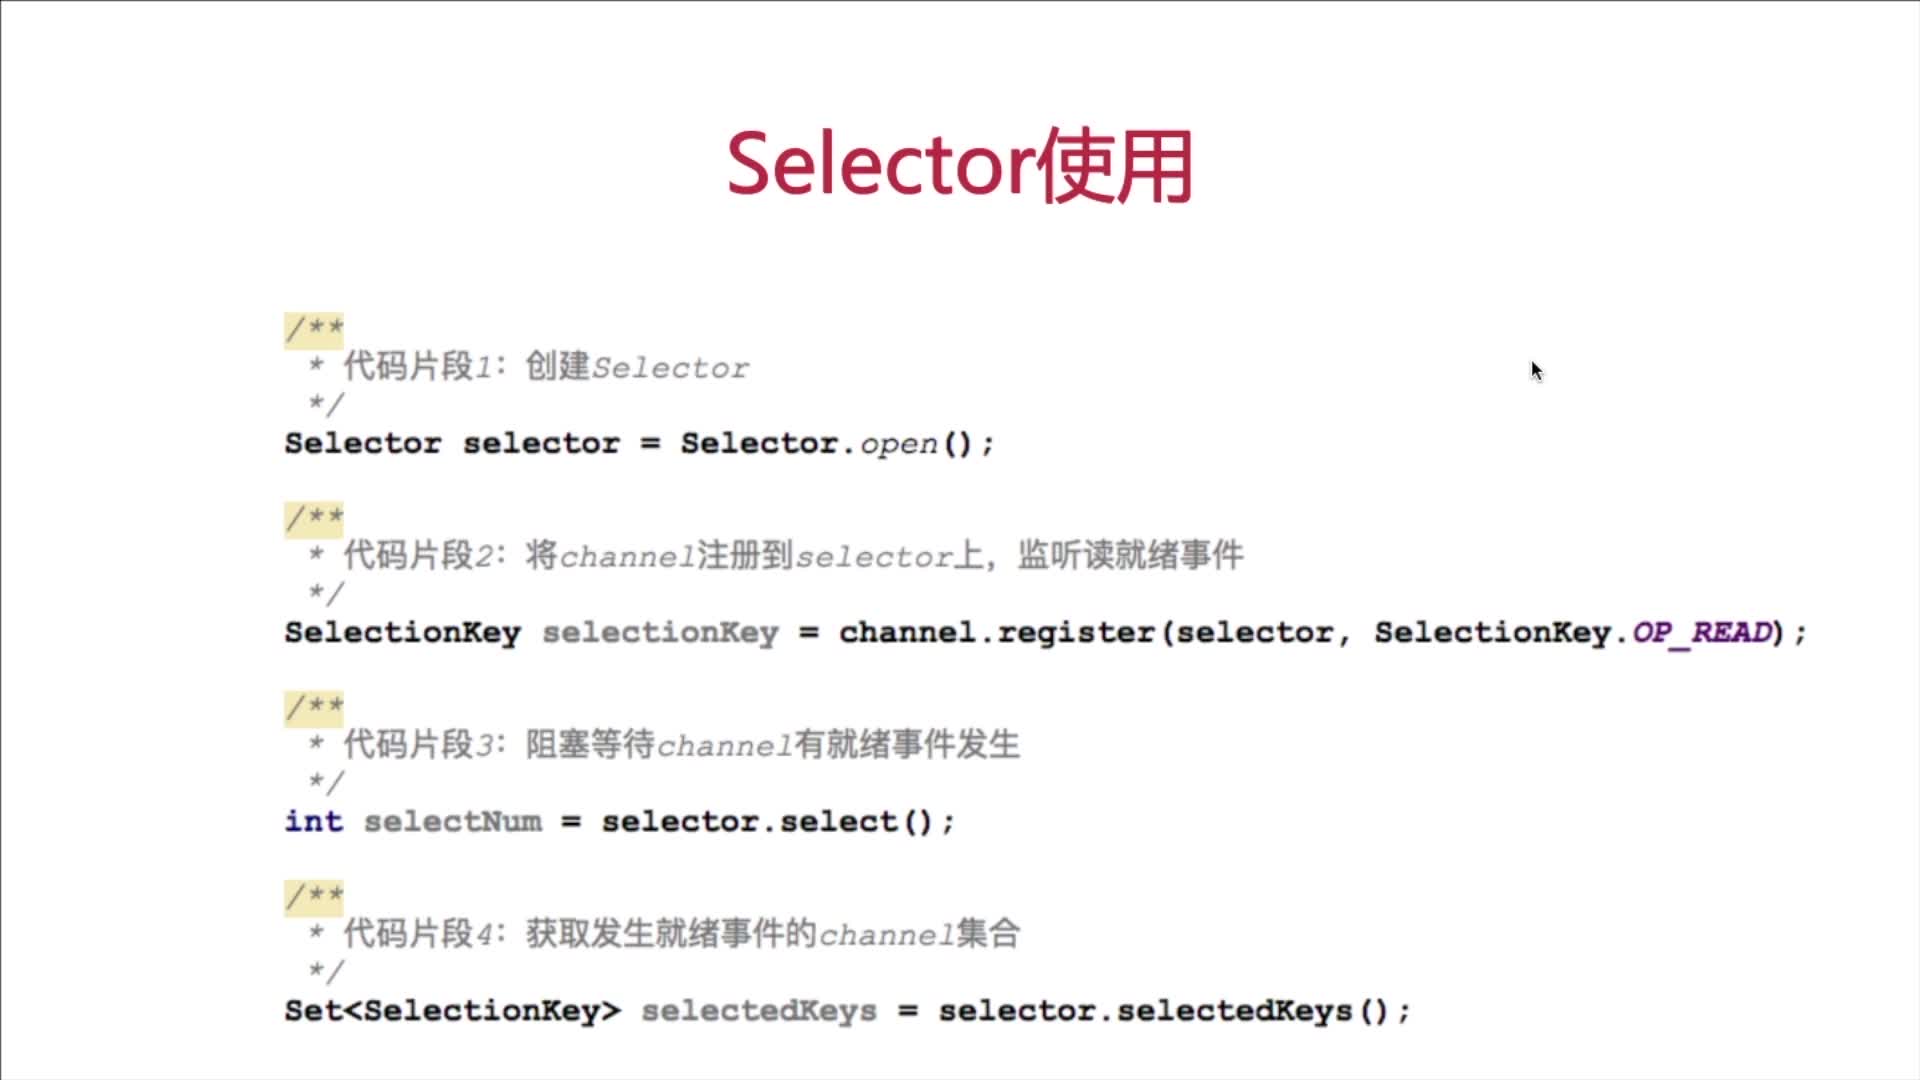 Selector使用
/**
 * 代码片段1：创建Selector
 */
Selector selector = Selector.open();
/**
 * 代码片段2：将channel注册到selector上，监听读就绪事件
 */
SelectionKey selectionKey = channel.register(selector, SelectionKey.OP_READ);
/**
 * 代码片段3：阻塞等待channel有就绪事件发生
 */
int selectNum = selector.select();
/**
 * 代码片段4：获取发生就绪事件的channel集合
 */
Set<SelectionKey> selectedKeys = selector.selectedKeys();